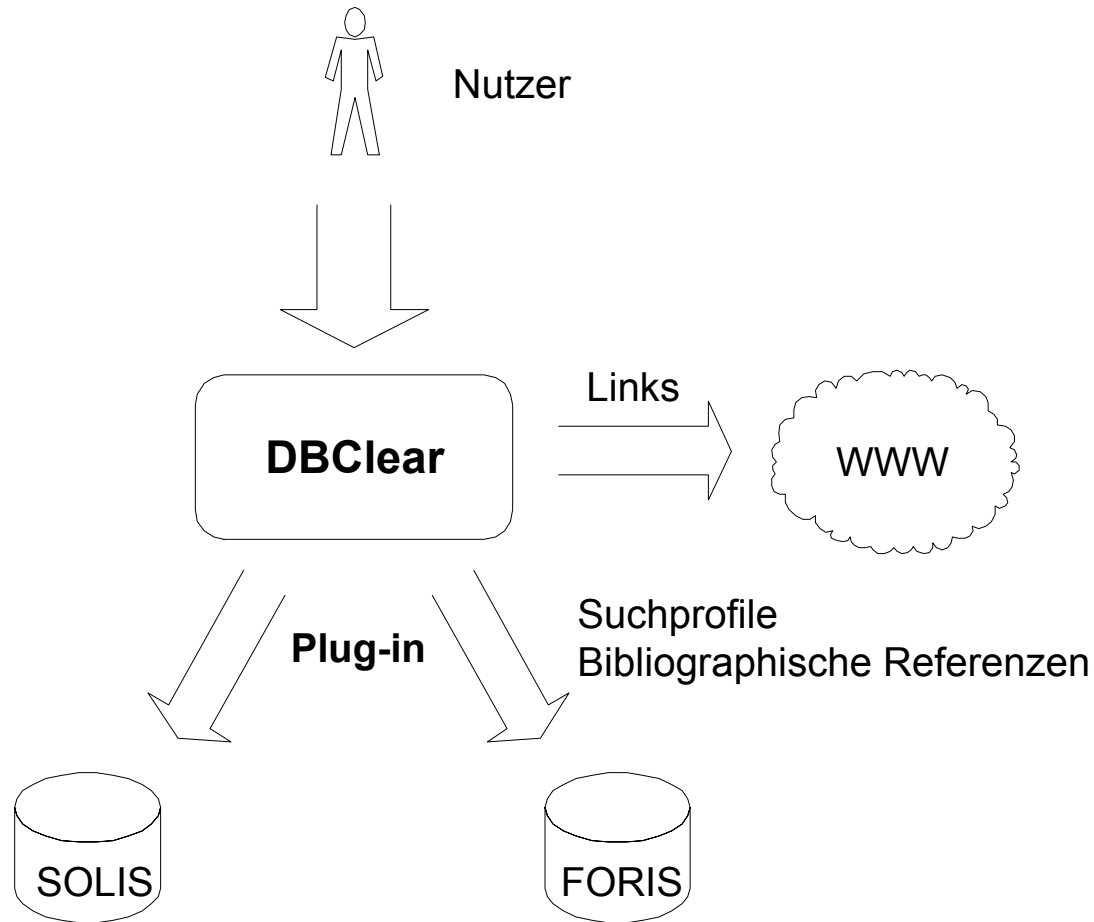 Nutzer
Links
DBClear
WWW
Suchprofile
Plug-in
Bibliographische Referenzen
SOLIS
FORIS